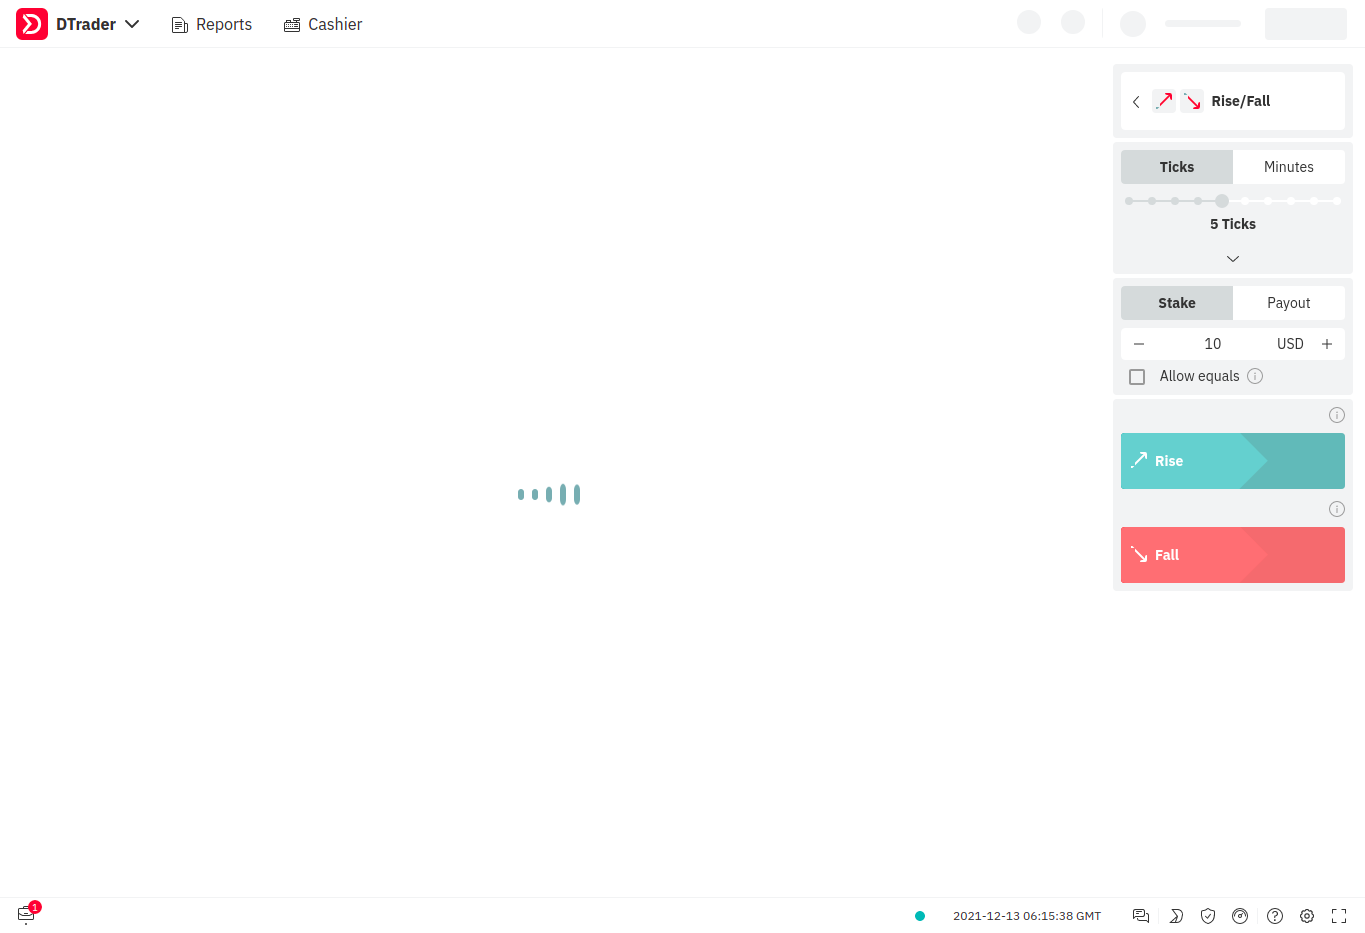 DTrader
Reports
Cashier
Rise/Fall
Ticks
Minutes
5 Ticks
Stake
Payout
10
USD
Allow equals
Rise
Fall
1
2021-12-13 06:15:38 GMT